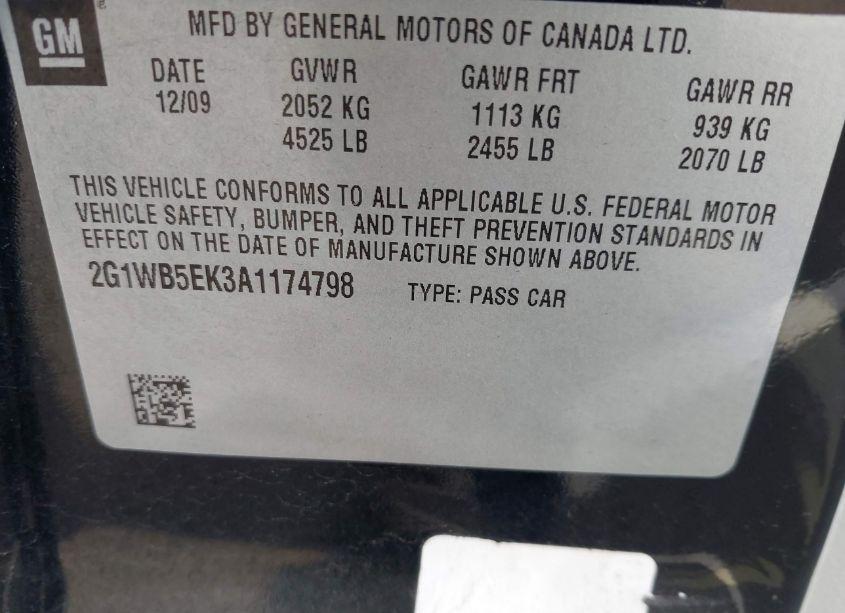 GM
MFD BY GENERAL MOTORS OF CANADA LTD.
DATE GVWR GAWR FRT GAWR RR
12/09 2052 KG 1113 KG 939 KG
4525 LB 2455 LB 2070 LB
THIS VEHICLE CONFORMS TO ALL APPLICABLE U.S. FEDERAL MOTOR
VEHICLE SAFETY, BUMPER, AND THEFT PREVENTION STANDARDS IN
EFFECT ON THE DATE OF MANUFACTURE SHOWN ABOVE.
2G1WB5EK3A1174798 TYPE: PASS CAR